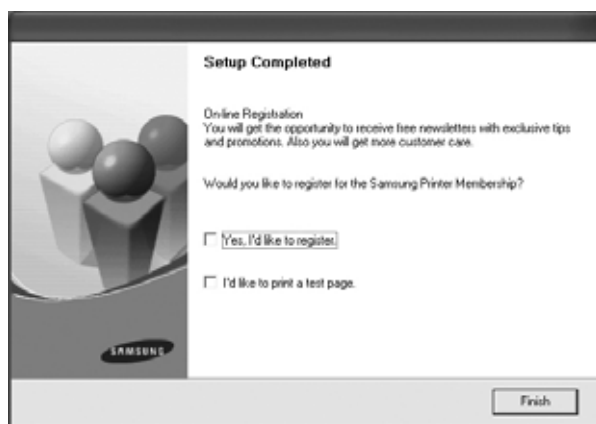 Setup Completed
On-line Registration
You will get the opportunity to receive free newsletters with exclusive tips
and promotions. Also you will get more customer care.
Would you like to register for the Samsung Printer Membership?
Yes, I'd like to register.
I'd like to print a test page.
SAMSUNG
Finish